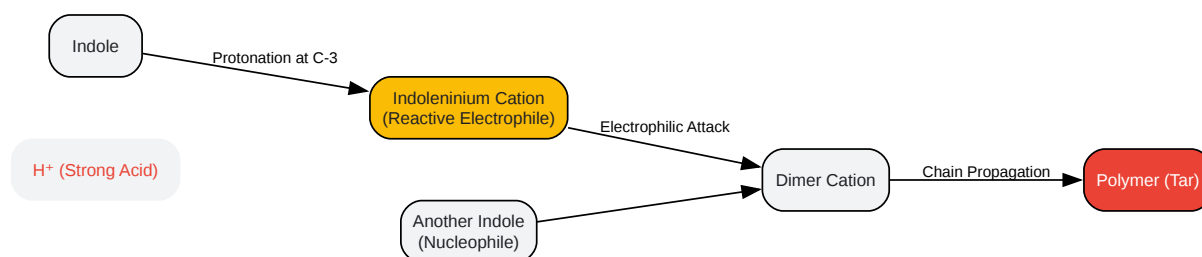 Indole
Protonation at C-3
Indoleninium Cation
(Reactive Electrophile)
Electrophilic Attack
H⁺ (Strong Acid)
Another Indole
(Nucleophile)
Dimer Cation
Chain Propagation
Polymer (Tar)